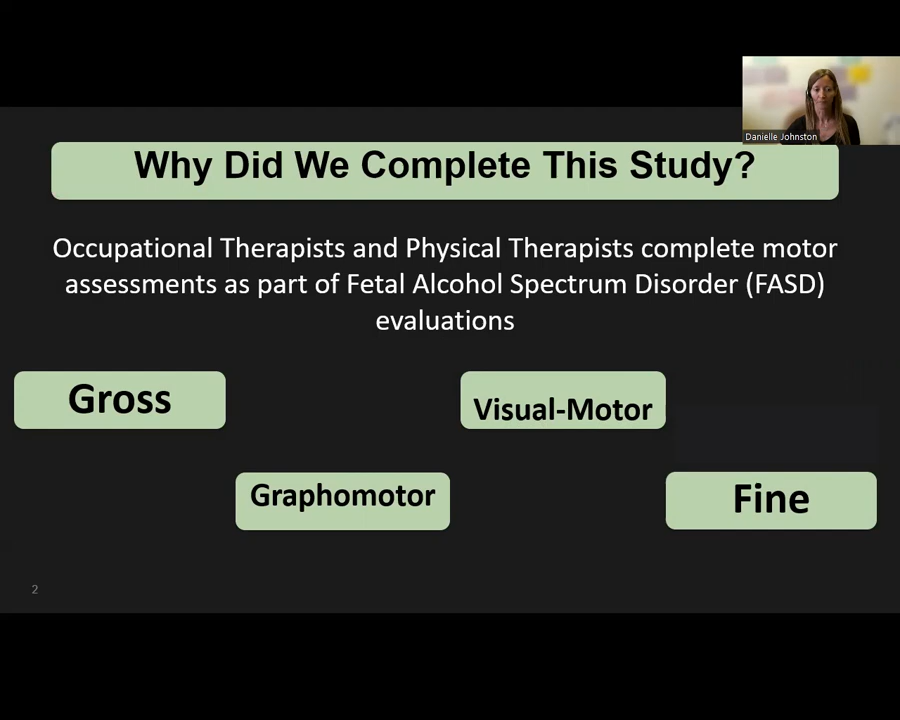 Danielle Johnston
Why Did We Complete This Study?
Occupational Therapists and Physical Therapists complete motor
assessments as part of Fetal Alcohol Spectrum Disorder (FASD)
evaluations
Gross
Visual-Motor
Graphomotor
Fine
2